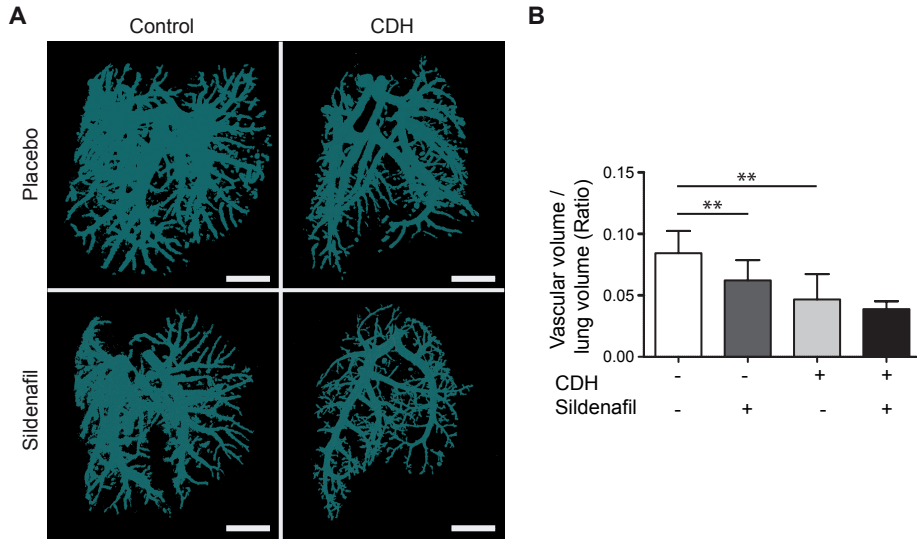 A
Control
CDH
Placebo
Sildenafil
B
Vascular volume /
lung volume (Ratio)
0.15
0.10
0.05
0.00
**
**
CDH - - + +
Sildenafil - + - +